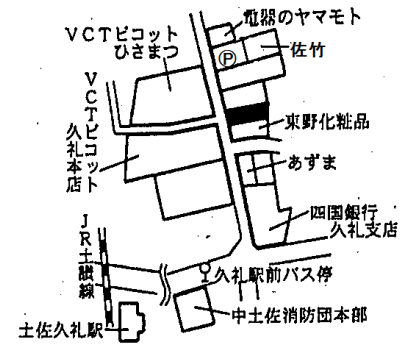 電器のヤマモト
VCTピコット
ひさまつ
Ⓟ
佐竹
VCTピコット
久礼本店
東野化粧品
あずま
四国銀行
久礼支店
JR土讃線
久礼駅前バス停
中土佐消防団本部
土佐久礼駅